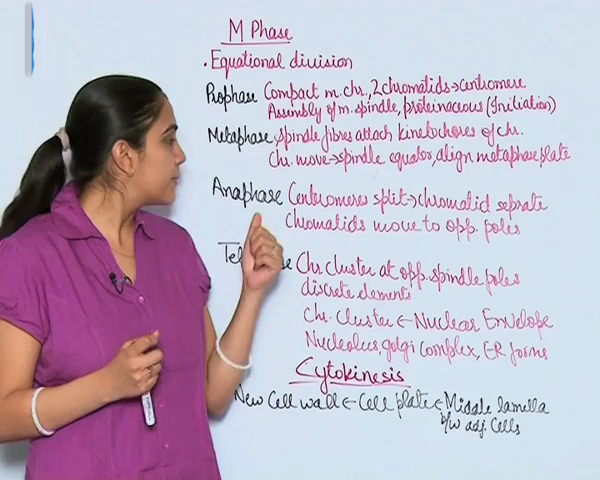 M Phase
. Equational division
Prophase Compact m. chr., 2 chromatids → centromere
Assembly of m. spindle, proteinaceous (Initiation)
Metaphase, spindle fibres attach kinetochores of chr.
Chr. move → spindle equator, align metaphase plate
Anaphase Centromeres split → chromatid seprate
Chromatids move to opp. poles
Tel se Chr. cluster at opp. spindle poles
discrete elements
Chr. cluster ← Nuclear Envelope
Nucleolus, golgi complex, ER forms
Cytokinesis
New Cell wall ← Cell plate ← Middle lamella
b/w adj. Cells